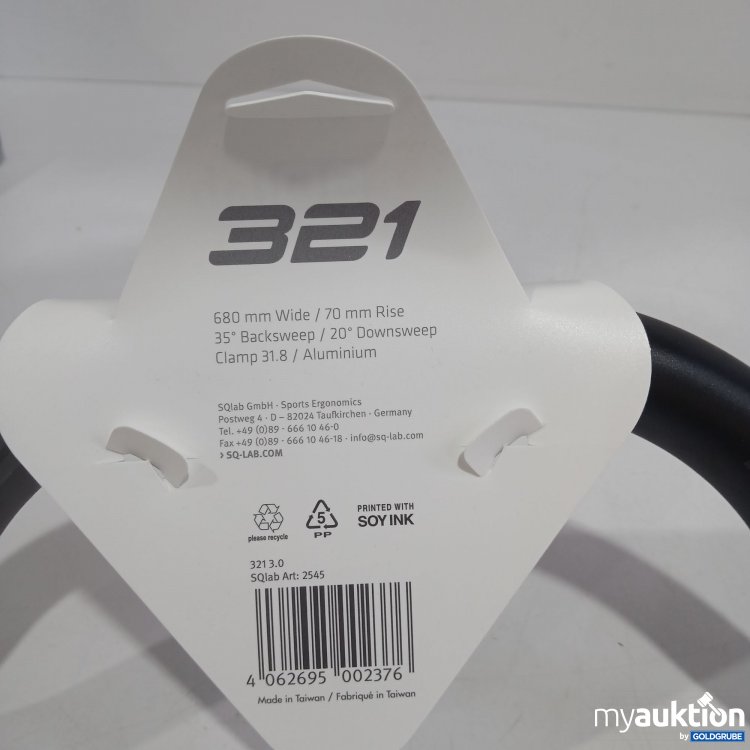 321
680 mm Wide / 70 mm Rise
35° Backsweep / 20° Downsweep
Clamp 31.8 / Aluminium
SQlab GmbH · Sports Ergonomics
Postweg 4 · D – 82024 Taufkirchen · Germany
Tel. +49 (0)89 · 666 10 46-0
Fax +49 (0)89 · 666 10 46-18 · info@sq-lab.com
› SQ-LAB.COM
please recycle
5
PP
PRINTED WITH
SOY INK
321 3.0
SQlab Art: 2545
4 062695 002376
Made in Taiwan / Fabriqué in Taiwan
myauktion
by GOLDGRUBE